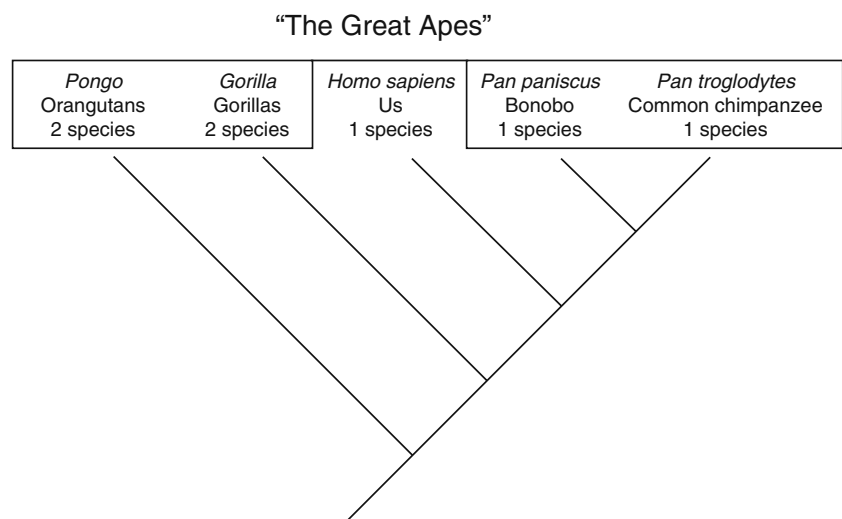 “The Great Apes”
Pongo
Orangutans
2 species
Gorilla
Gorillas
2 species
Homo sapiens
Us
1 species
Pan paniscus
Bonobo
1 species
Pan troglodytes
Common chimpanzee
1 species